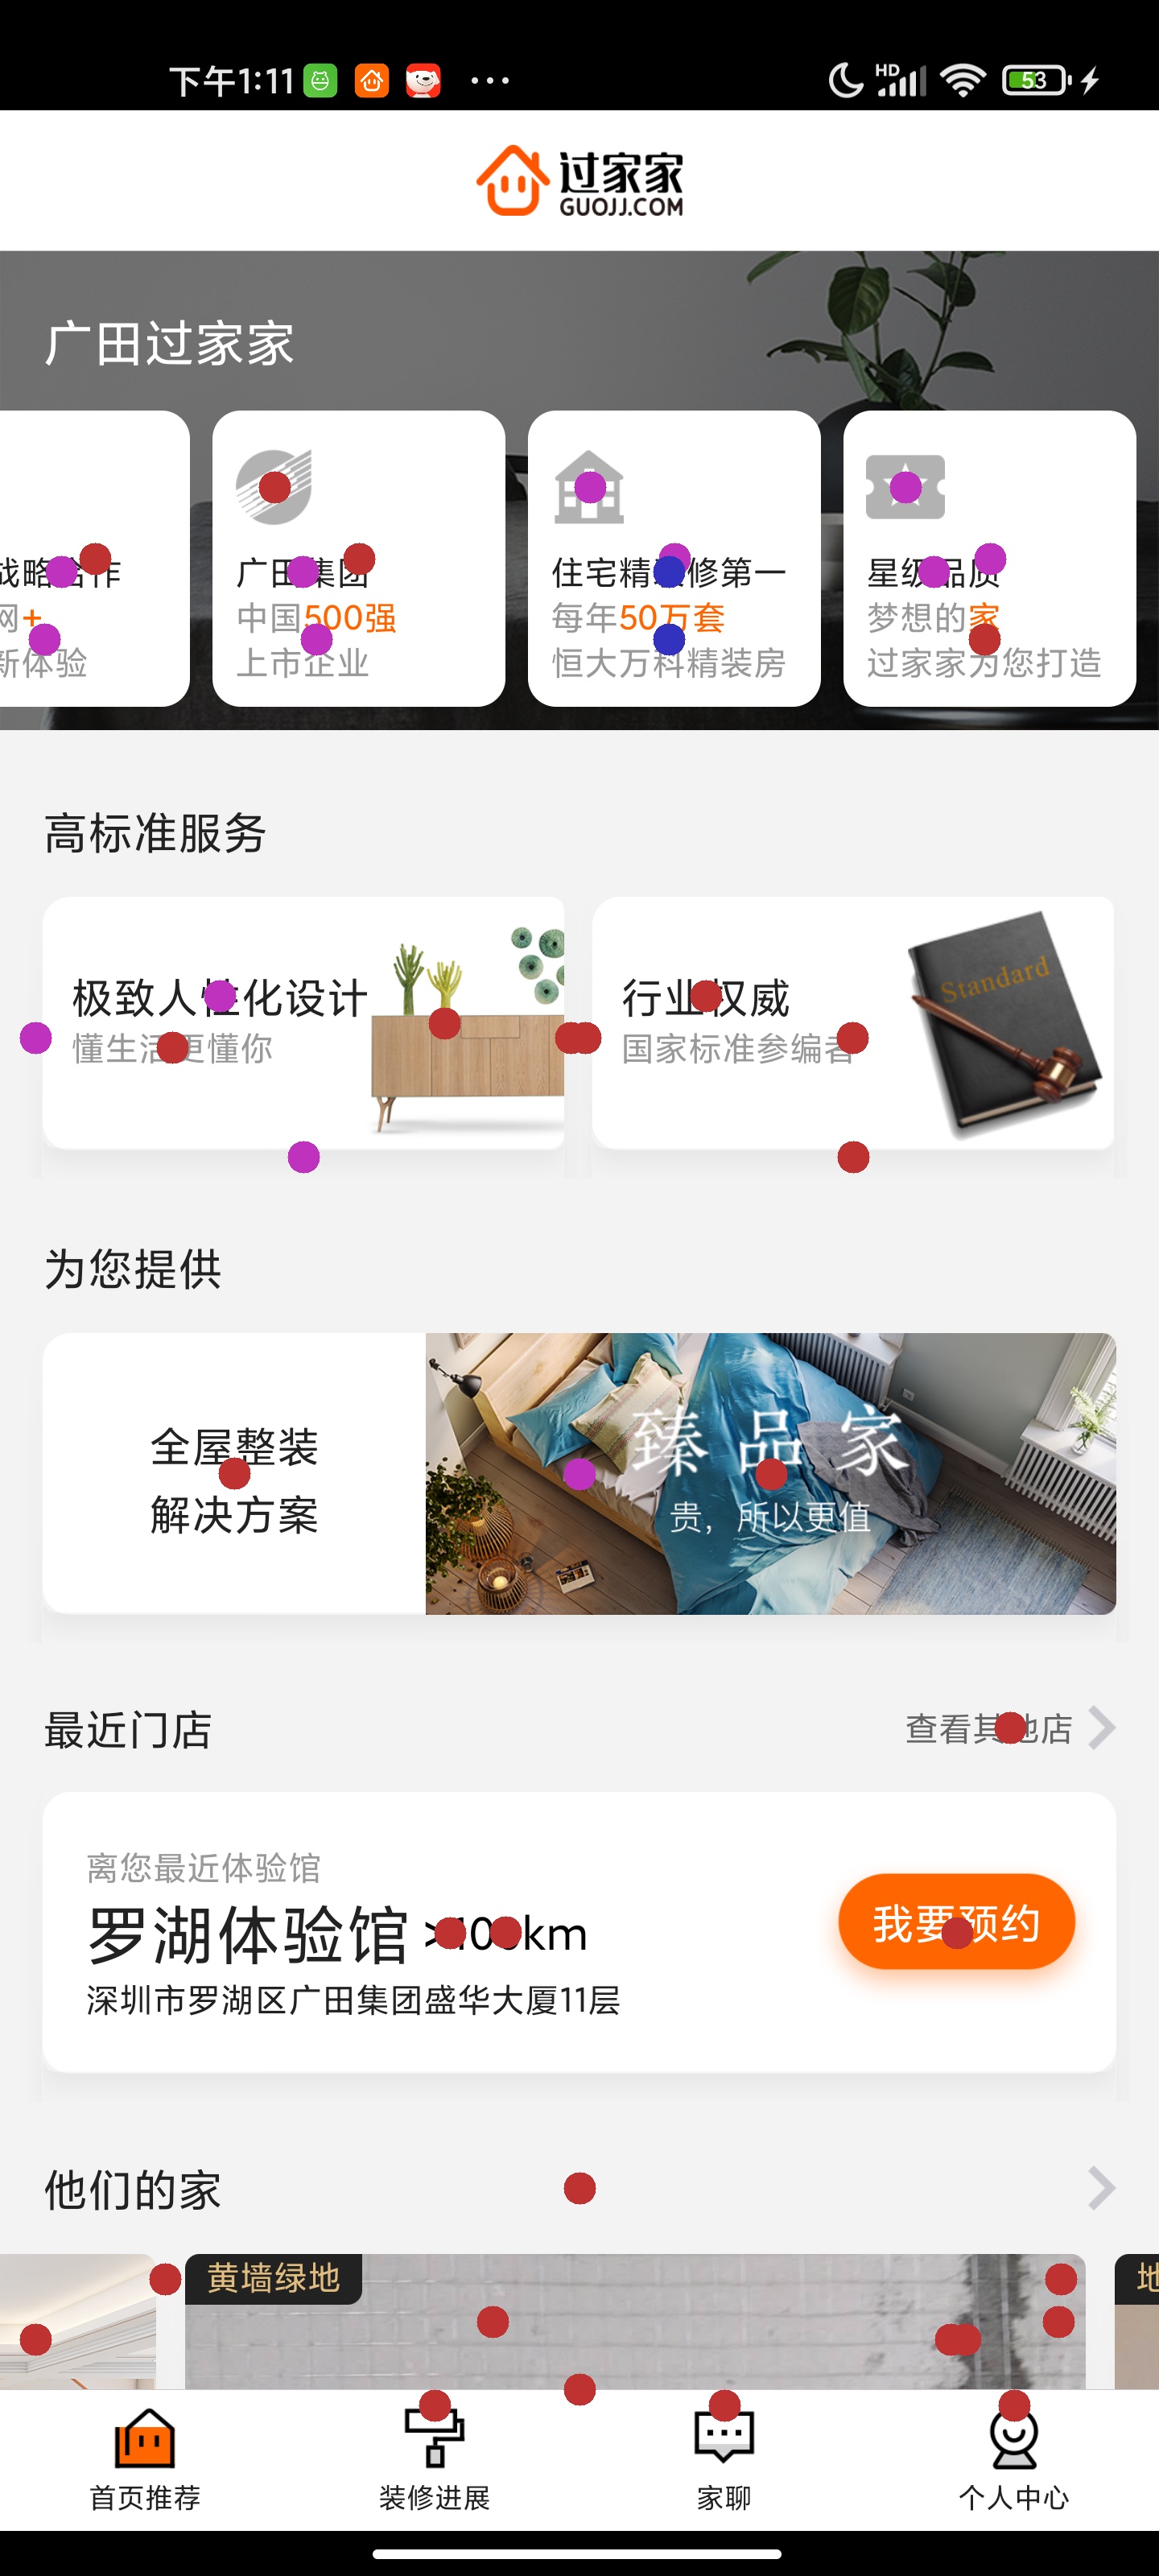 下午1:11
HD
53
过家家
GUOJJ.COM
广田过家家
战略合作
网+
新体验
广田集团
中国500强
上市企业
住宅精装修第一
每年50万套
恒大万科精装房
星级品质
梦想的家
过家家为您打造
高标准服务
极致人性化设计
懂生活更懂你
行业权威
国家标准参编者
Standard
为您提供
全屋整装
解决方案
臻品家
贵，所以更值
最近门店
查看其他店
离您最近体验馆
罗湖体验馆 >100km
深圳市罗湖区广田集团盛华大厦11层
我要预约
他们的家
黄墙绿地
地
首页推荐
装修进展
家聊
个人中心